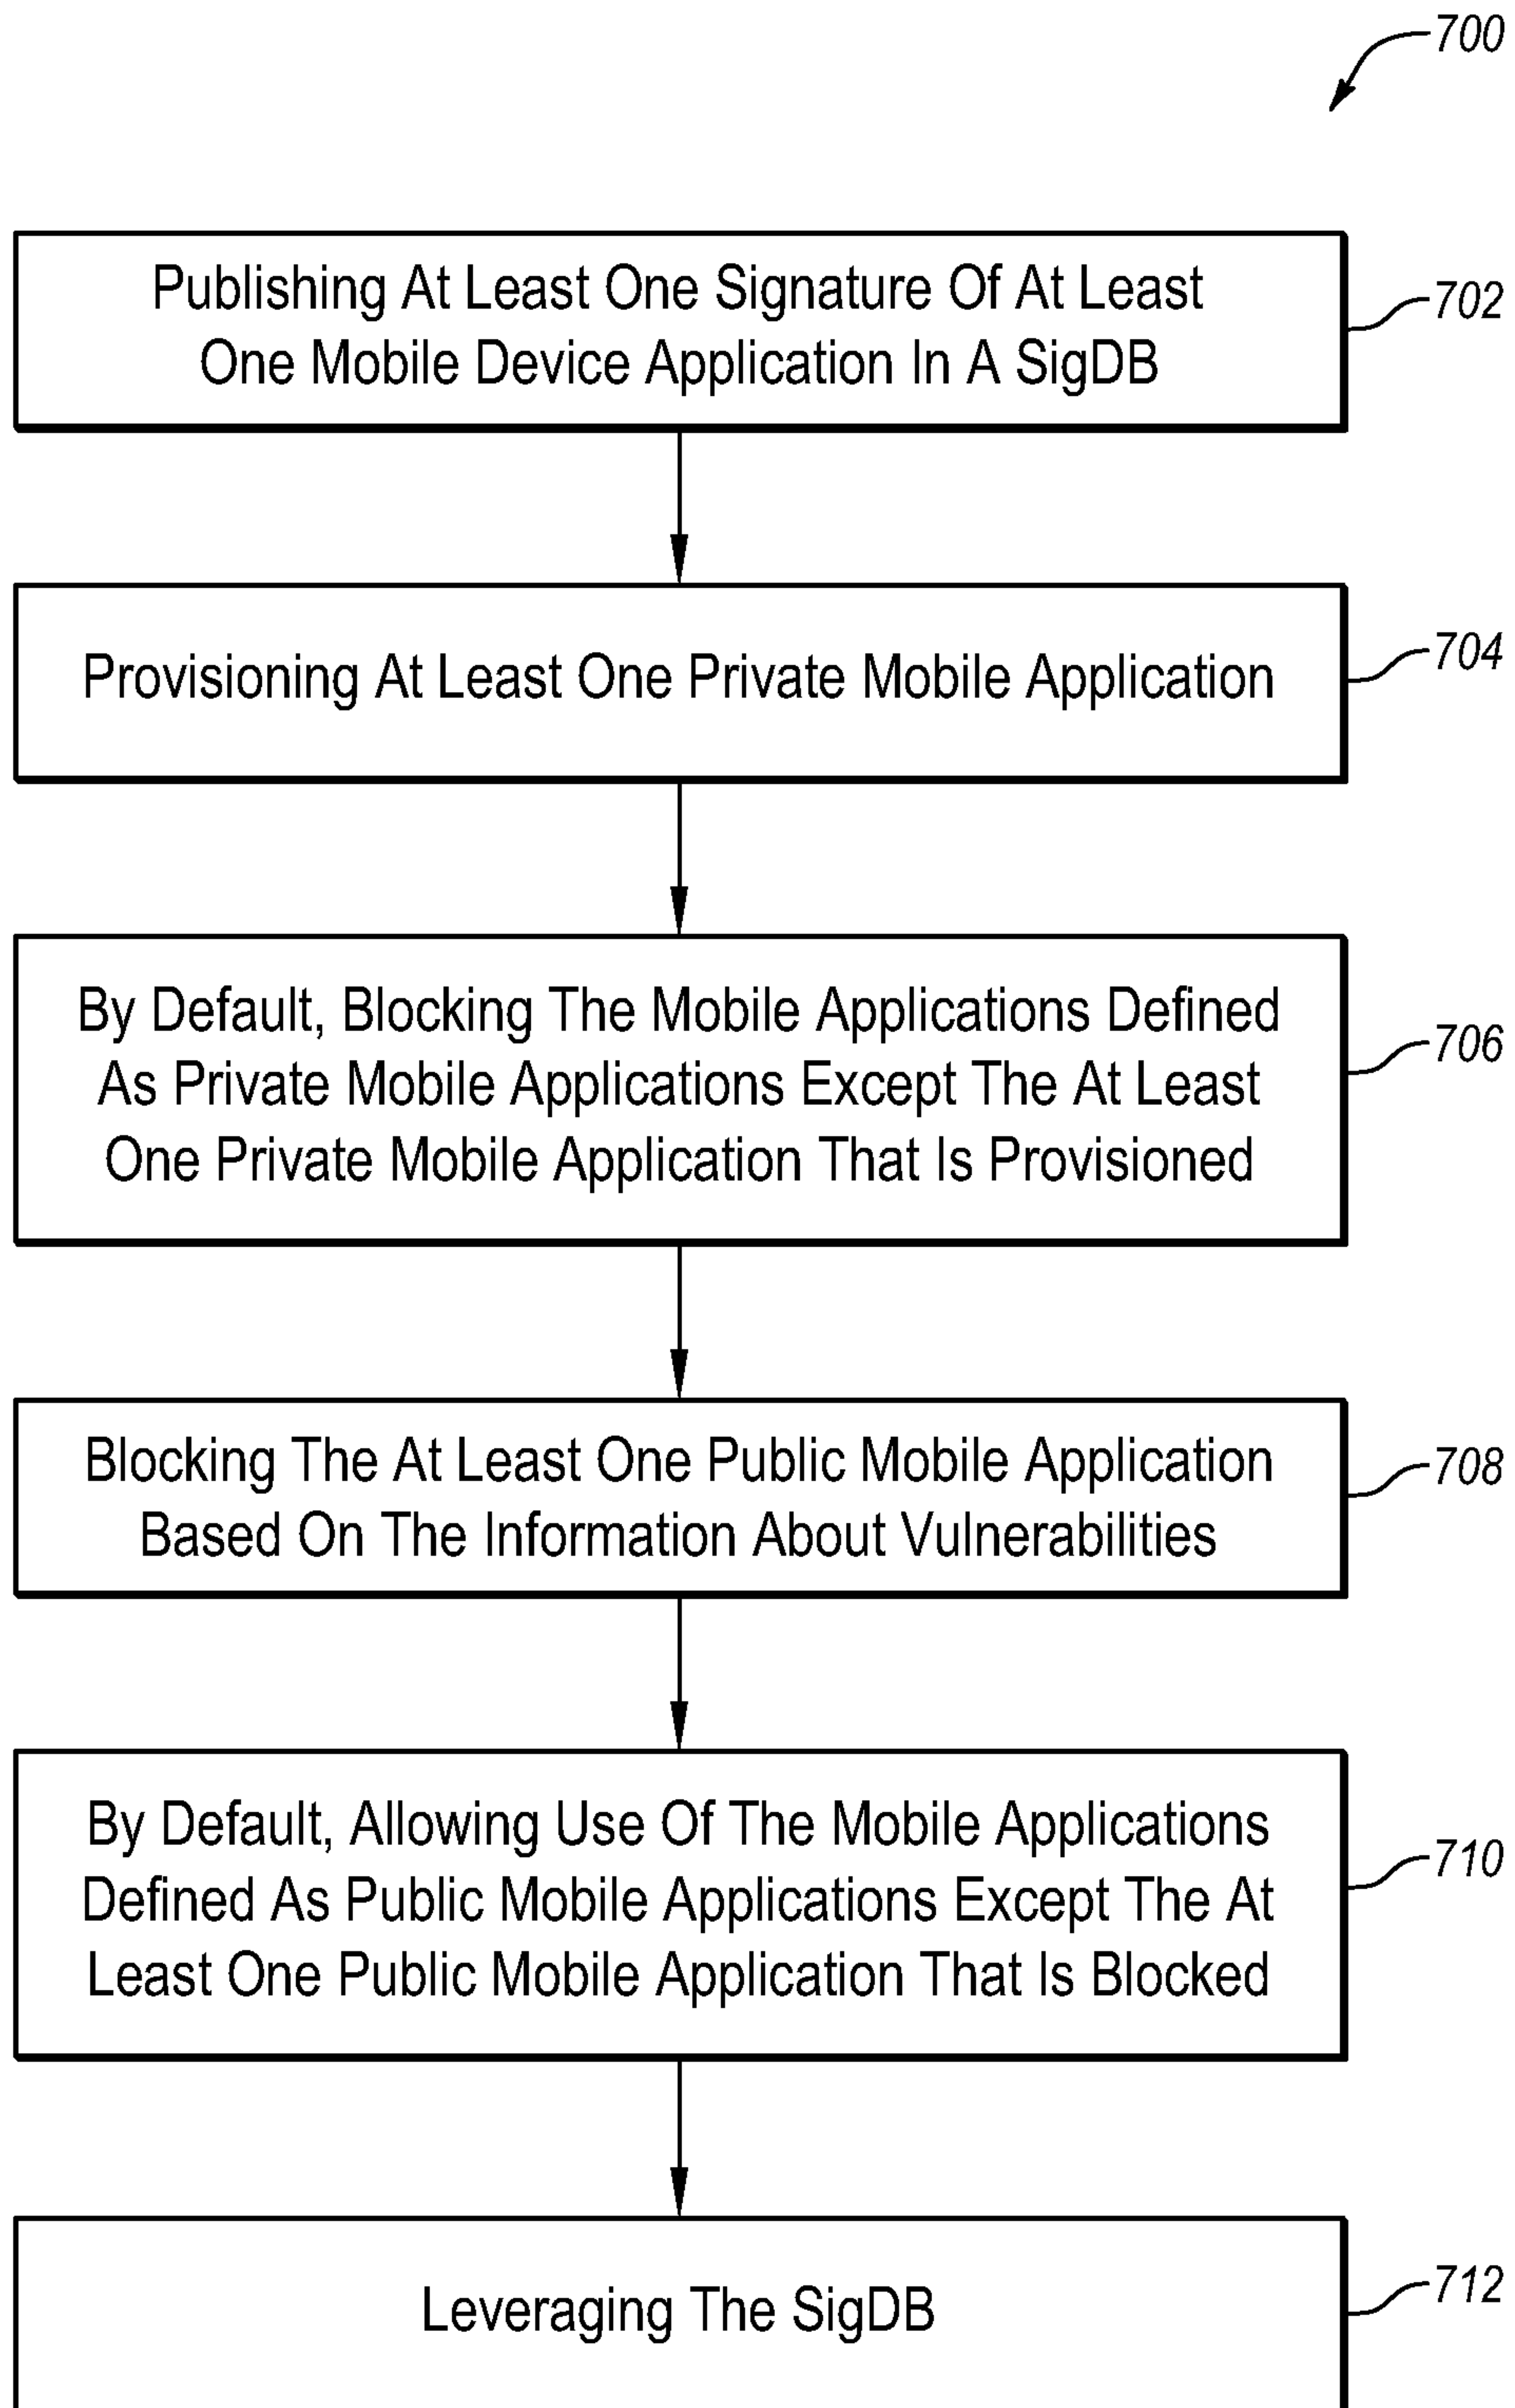 700
Publishing At Least One Signature Of At Least
One Mobile Device Application In A SigDB
702
Provisioning At Least One Private Mobile Application
704
By Default, Blocking The Mobile Applications Defined
As Private Mobile Applications Except The At Least
One Private Mobile Application That Is Provisioned
706
Blocking The At Least One Public Mobile Application
Based On The Information About Vulnerabilities
708
By Default, Allowing Use Of The Mobile Applications
Defined As Public Mobile Applications Except The At
Least One Public Mobile Application That Is Blocked
710
Leveraging The SigDB
712